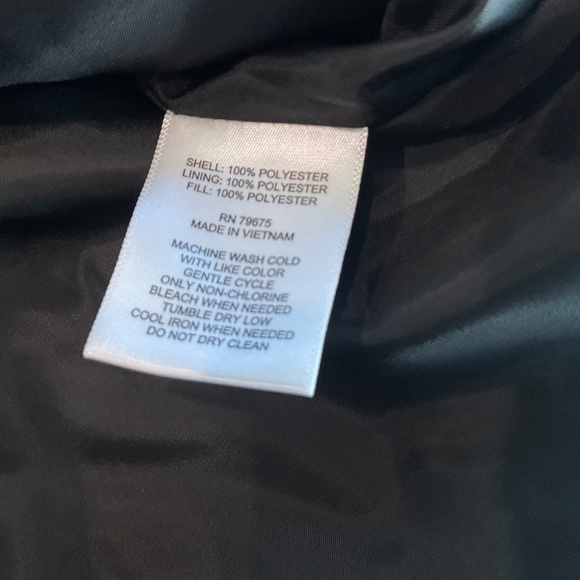 SHELL: 100% POLYESTER
LINING: 100% POLYESTER
FILL: 100% POLYESTER
RN 79675
MADE IN VIETNAM
MACHINE WASH COLD
WITH LIKE COLOR
GENTLE CYCLE
ONLY NON-CHLORINE
BLEACH WHEN NEEDED
TUMBLE DRY LOW
COOL IRON WHEN NEEDED
DO NOT DRY CLEAN